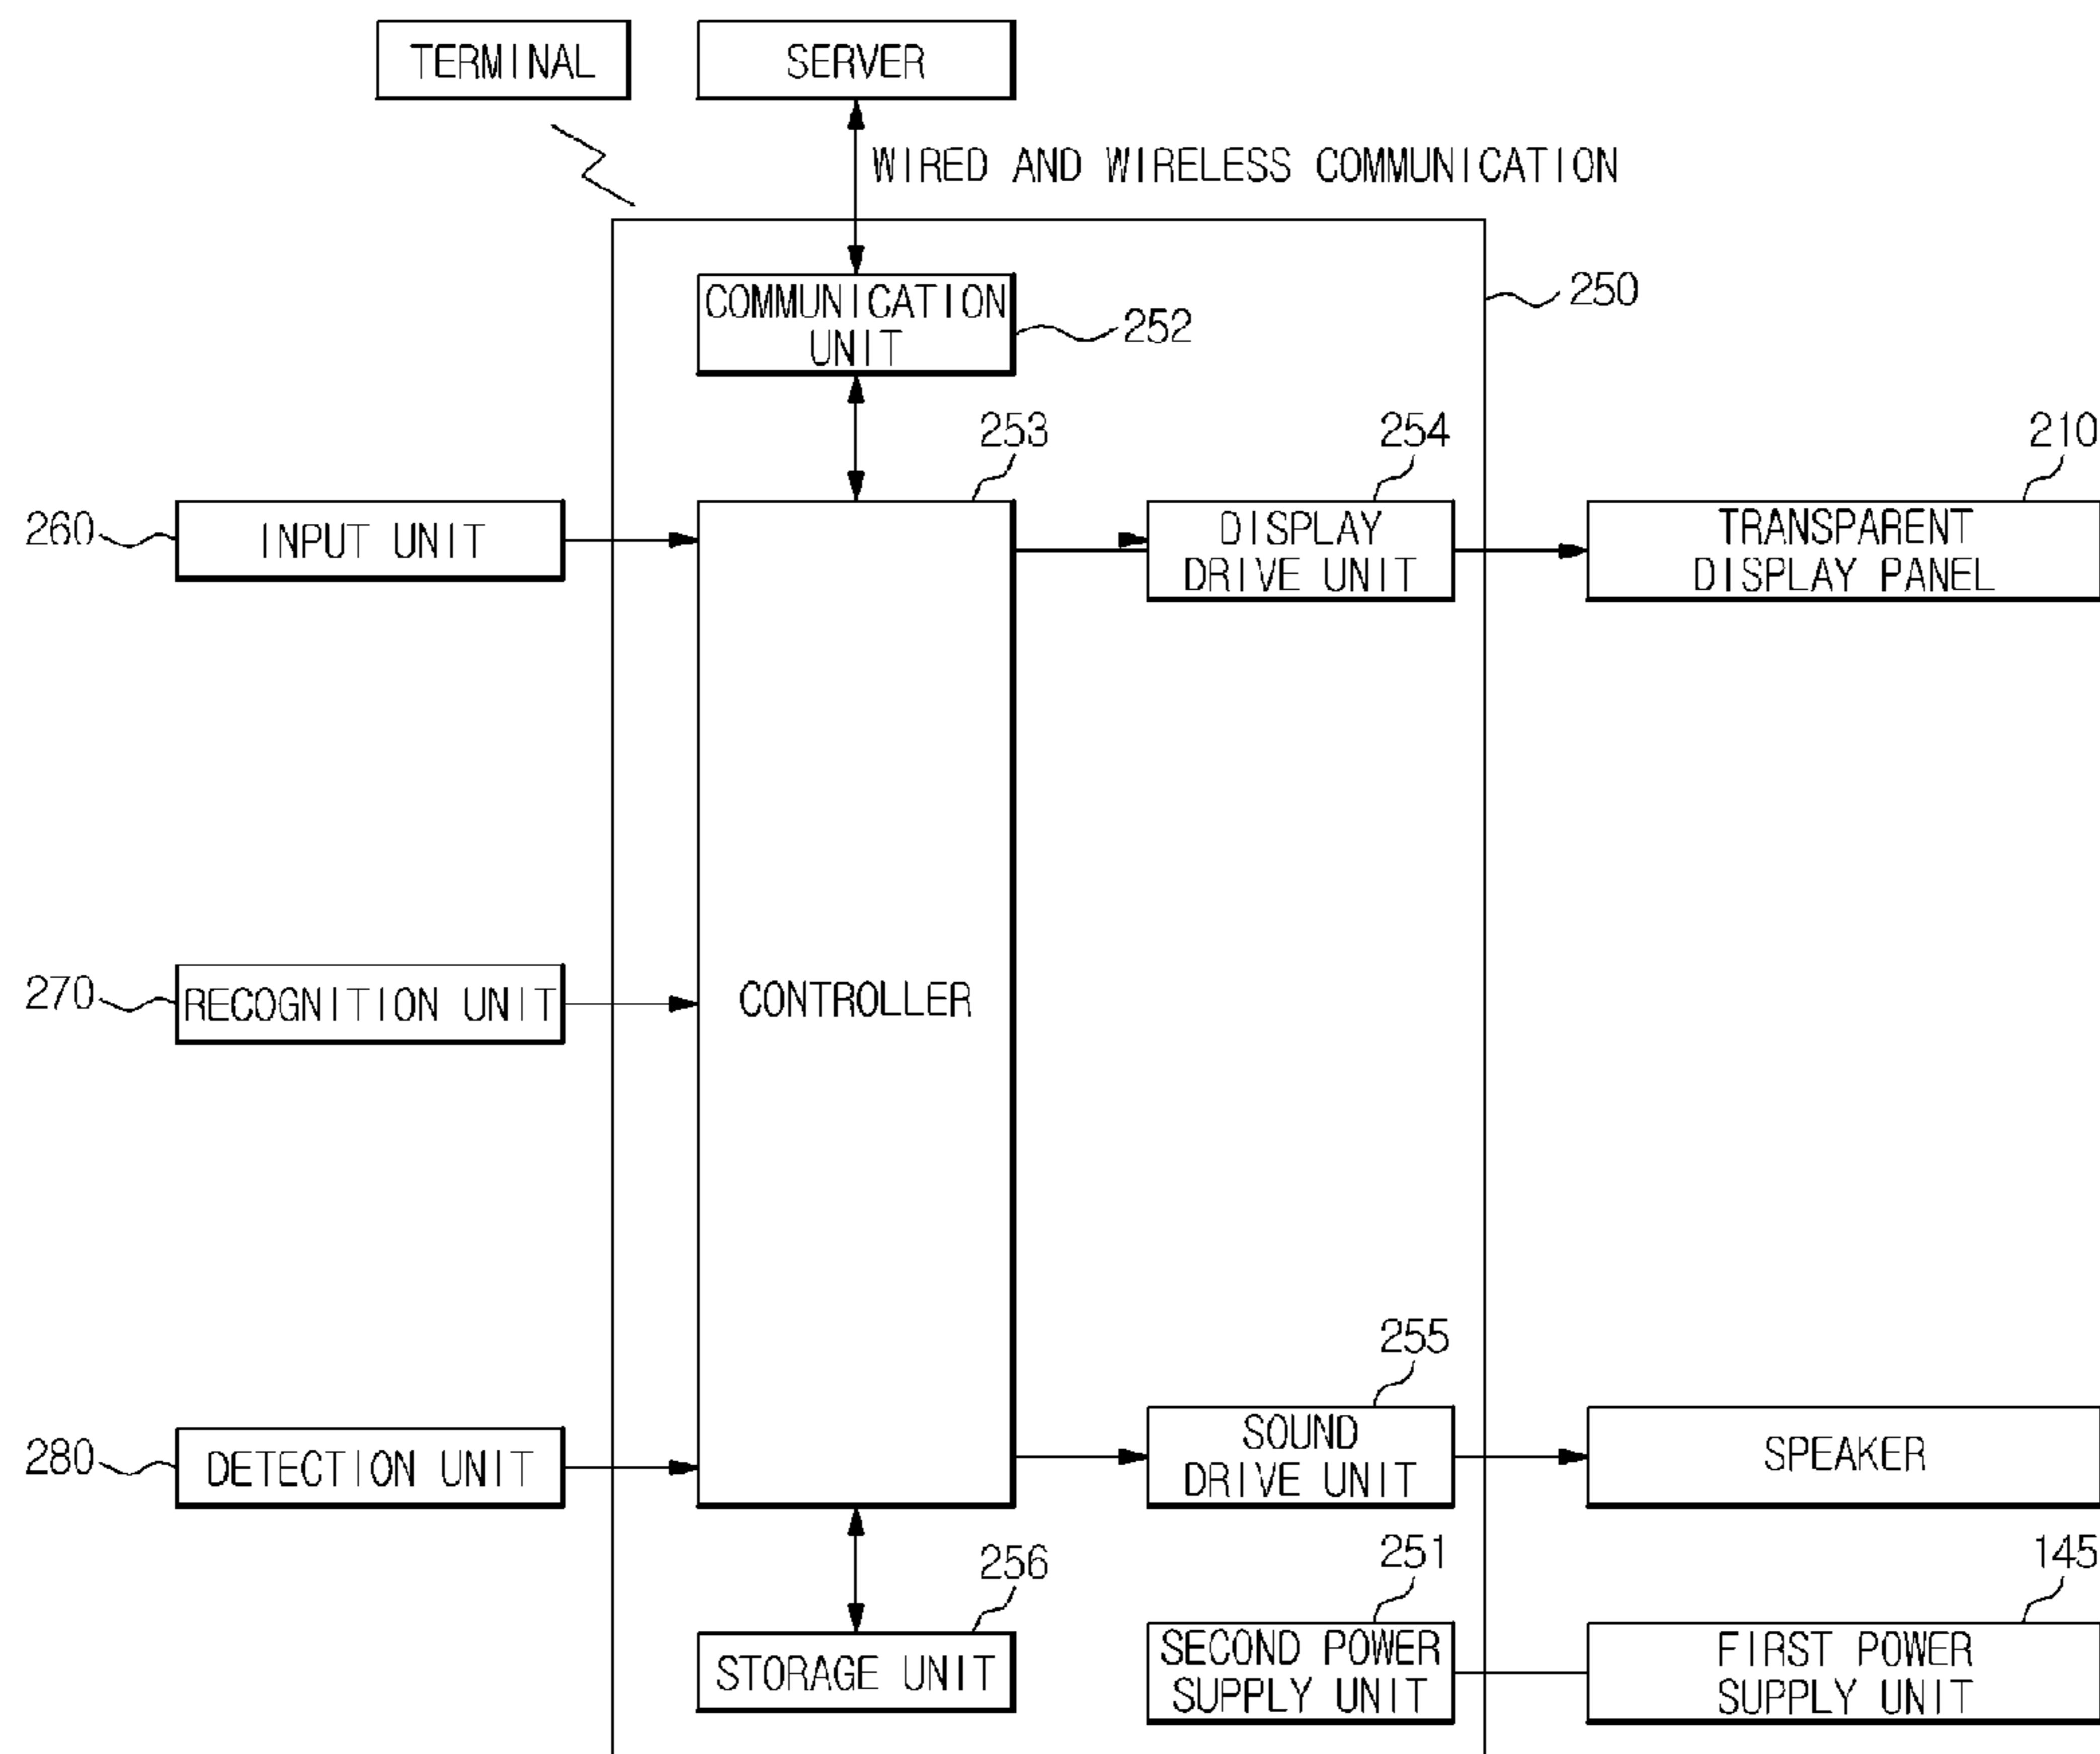 TERMINAL
SERVER
WIRED AND WIRELESS COMMUNICATION
250
COMMUNICATION
UNIT
252
253
254
210
260
INPUT UNIT
DISPLAY
DRIVE UNIT
TRANSPARENT
DISPLAY PANEL
270
RECOGNITION UNIT
CONTROLLER
255
280
DETECTION UNIT
SOUND
DRIVE UNIT
SPEAKER
256
251
145
STORAGE UNIT
SECOND POWER
SUPPLY UNIT
FIRST POWER
SUPPLY UNIT